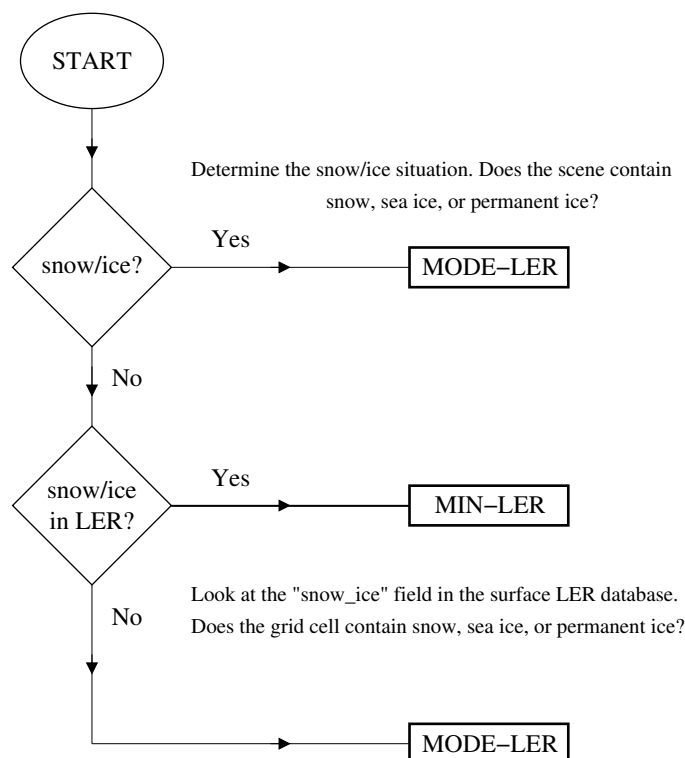 START
Determine the snow/ice situation. Does the scene contain
snow, sea ice, or permanent ice?
Yes
snow/ice?
MODE−LER
No
Yes
snow/ice
in LER?
MIN−LER
Look at the "snow_ice" field in the surface LER database.
No
Does the grid cell contain snow, sea ice, or permanent ice?
MODE−LER